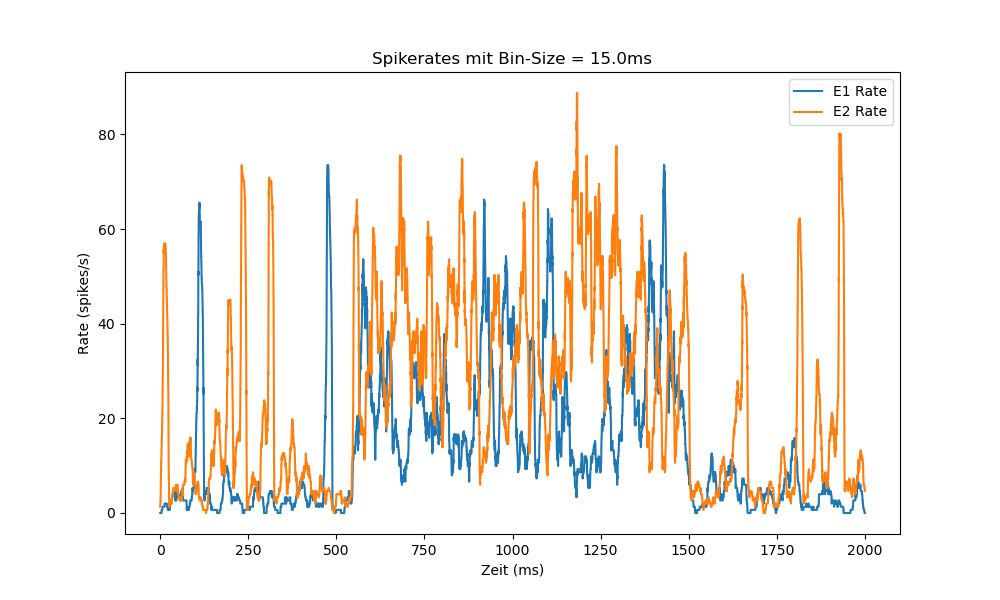 Spikerates mit Bin-Size = 15.0ms
E1 Rate
E2 Rate
Rate (spikes/s)
80
60
40
20
0
0 250 500 750 1000 1250 1500 1750 2000
Zeit (ms)